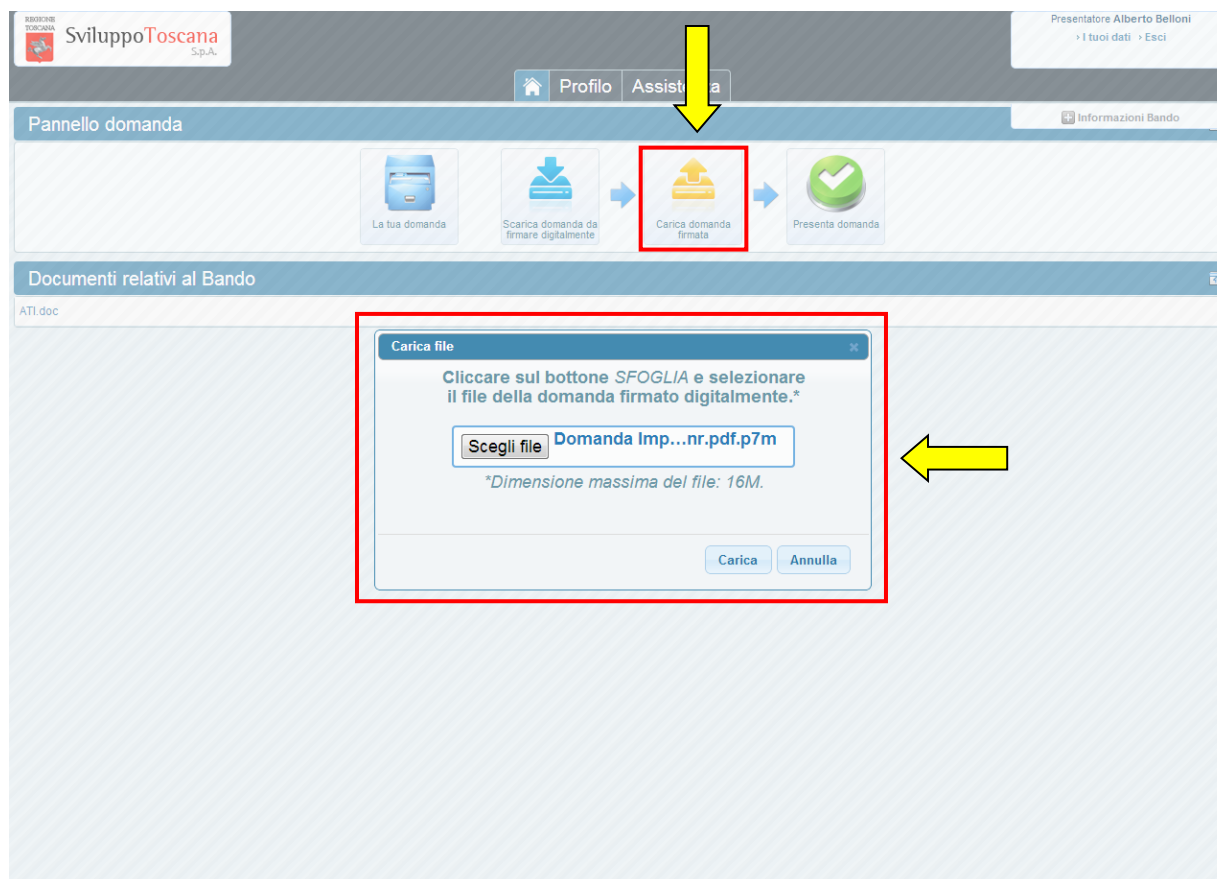 REGIONE
TOSCANA
SviluppoToscana
S.p.A.
Presentatore Alberto Belloni
› I tuoi dati › Esci
Profilo
Assist
za
Pannello domanda
Informazioni Bando
La tua domanda
Scarica domanda da
firmare digitalmente
Carica domanda
firmata
Presenta domanda
Documenti relativi al Bando
ATI.doc
Carica file
Cliccare sul bottone SFOGLIA e selezionare
il file della domanda firmato digitalmente.*
Scegli file Domanda Imp...nr.pdf.p7m
*Dimensione massima del file: 16M.
Carica Annulla